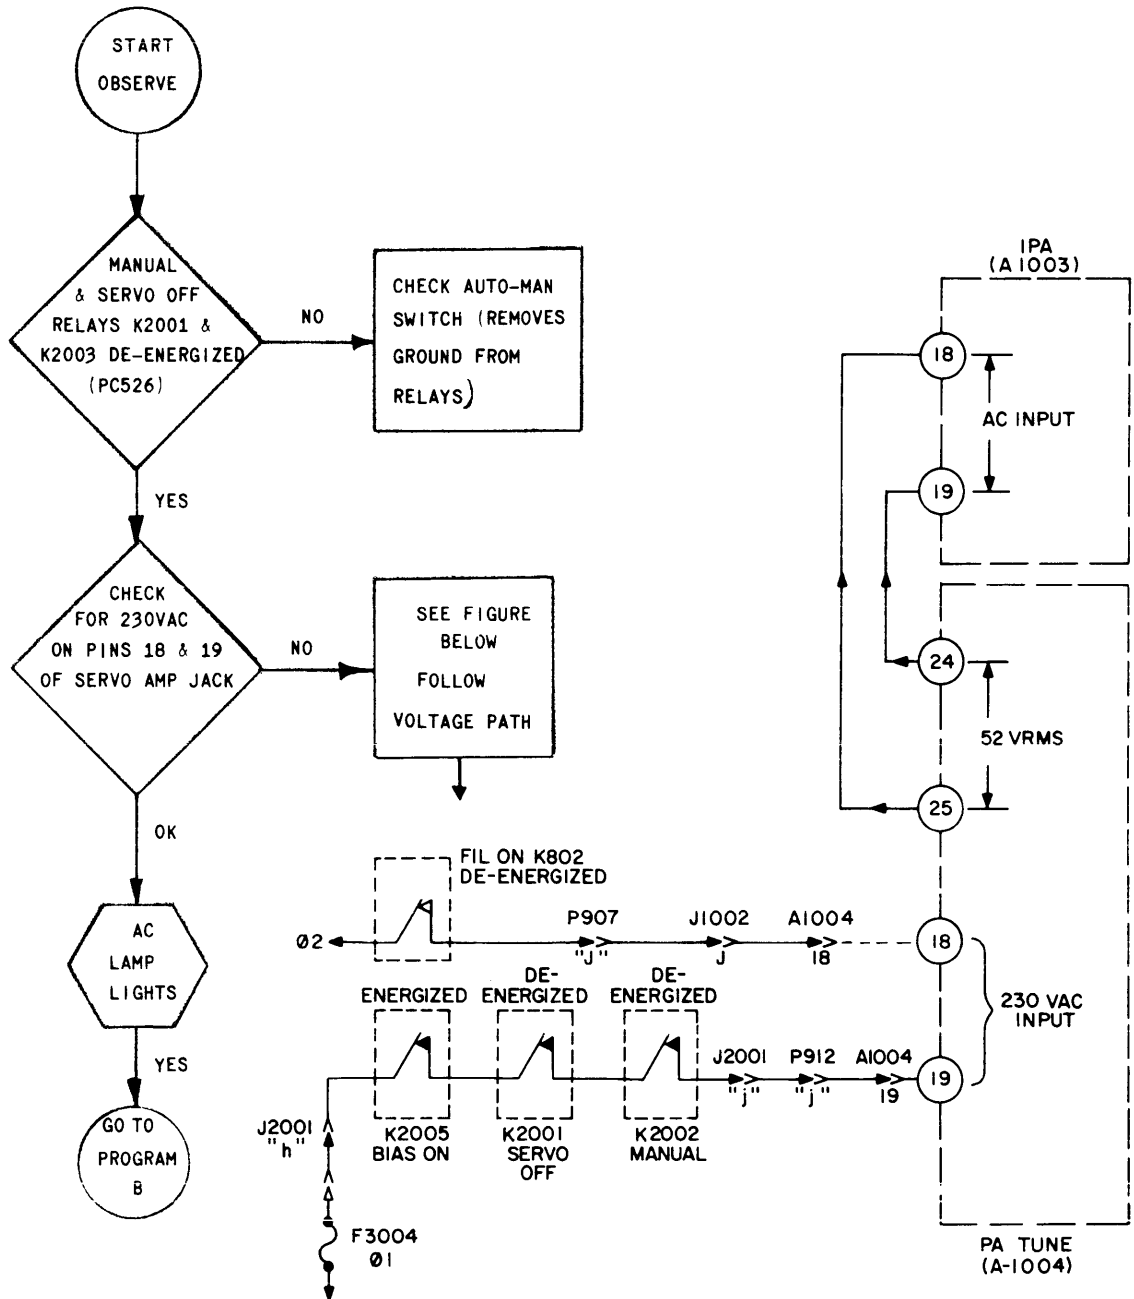 START
OBSERVE
MANUAL
& SERVO OFF
RELAYS K2001 &
K2003 DE-ENERGIZED
(PC526)
NO
CHECK AUTO-MAN
SWITCH (REMOVES
GROUND FROM
RELAYS)
YES
CHECK
FOR 230VAC
ON PINS 18 & 19
OF SERVO AMP JACK
NO
SEE FIGURE
BELOW
FOLLOW
VOLTAGE PATH
OK
AC
LAMP
LIGHTS
YES
GO TO
PROGRAM
B
IPA
(A1003)
18
AC INPUT
19
24
52 VRMS
25
FIL ON K802
DE-ENERGIZED
Ø2
P907
"J"
J1002
J
A1004
18
18
230 VAC
INPUT
ENERGIZED
DE-
ENERGIZED
DE-
ENERGIZED
J2001
"j"
P912
"j"
A1004
19
19
J2001
"h"
K2005
BIAS ON
K2001
SERVO
OFF
K2002
MANUAL
F3004
Ø1
PA TUNE
(A-1004)